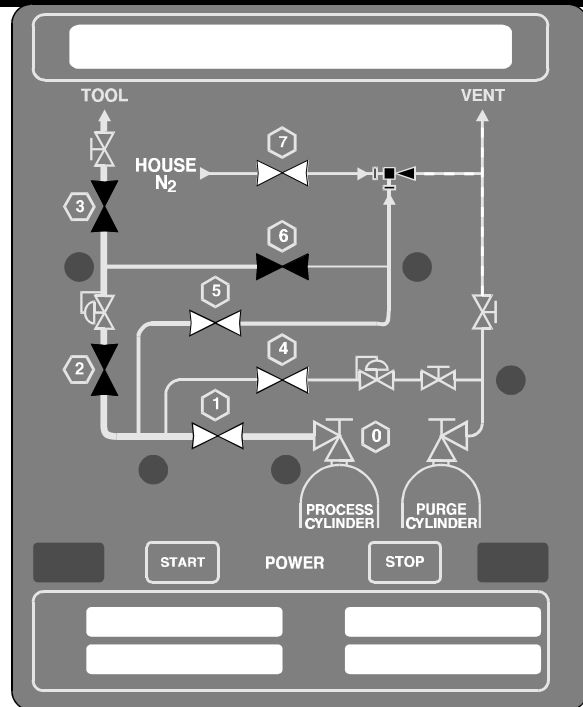 TOOL
VENT
7
HOUSE
N2
3
6
5
2
4
1
0
PROCESS
CYLINDER
PURGE
CYLINDER
START
POWER
STOP